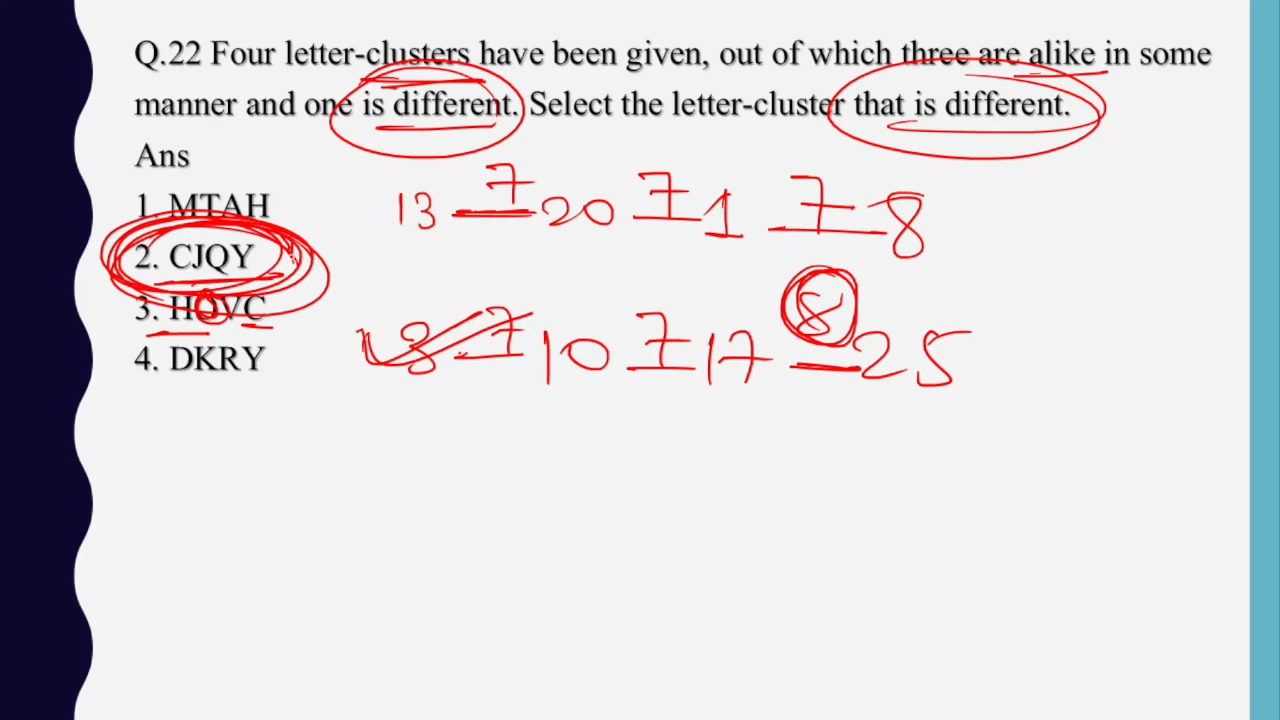 Q.22 Four letter-clusters have been given, out of which three are alike in some
manner and one is different. Select the letter-cluster that is different.
Ans
1. MTAH
13 7 20 7 1 7 8
2. CJQY
3. HOVC
8
4. DKRY
3 7 10 7 17 25